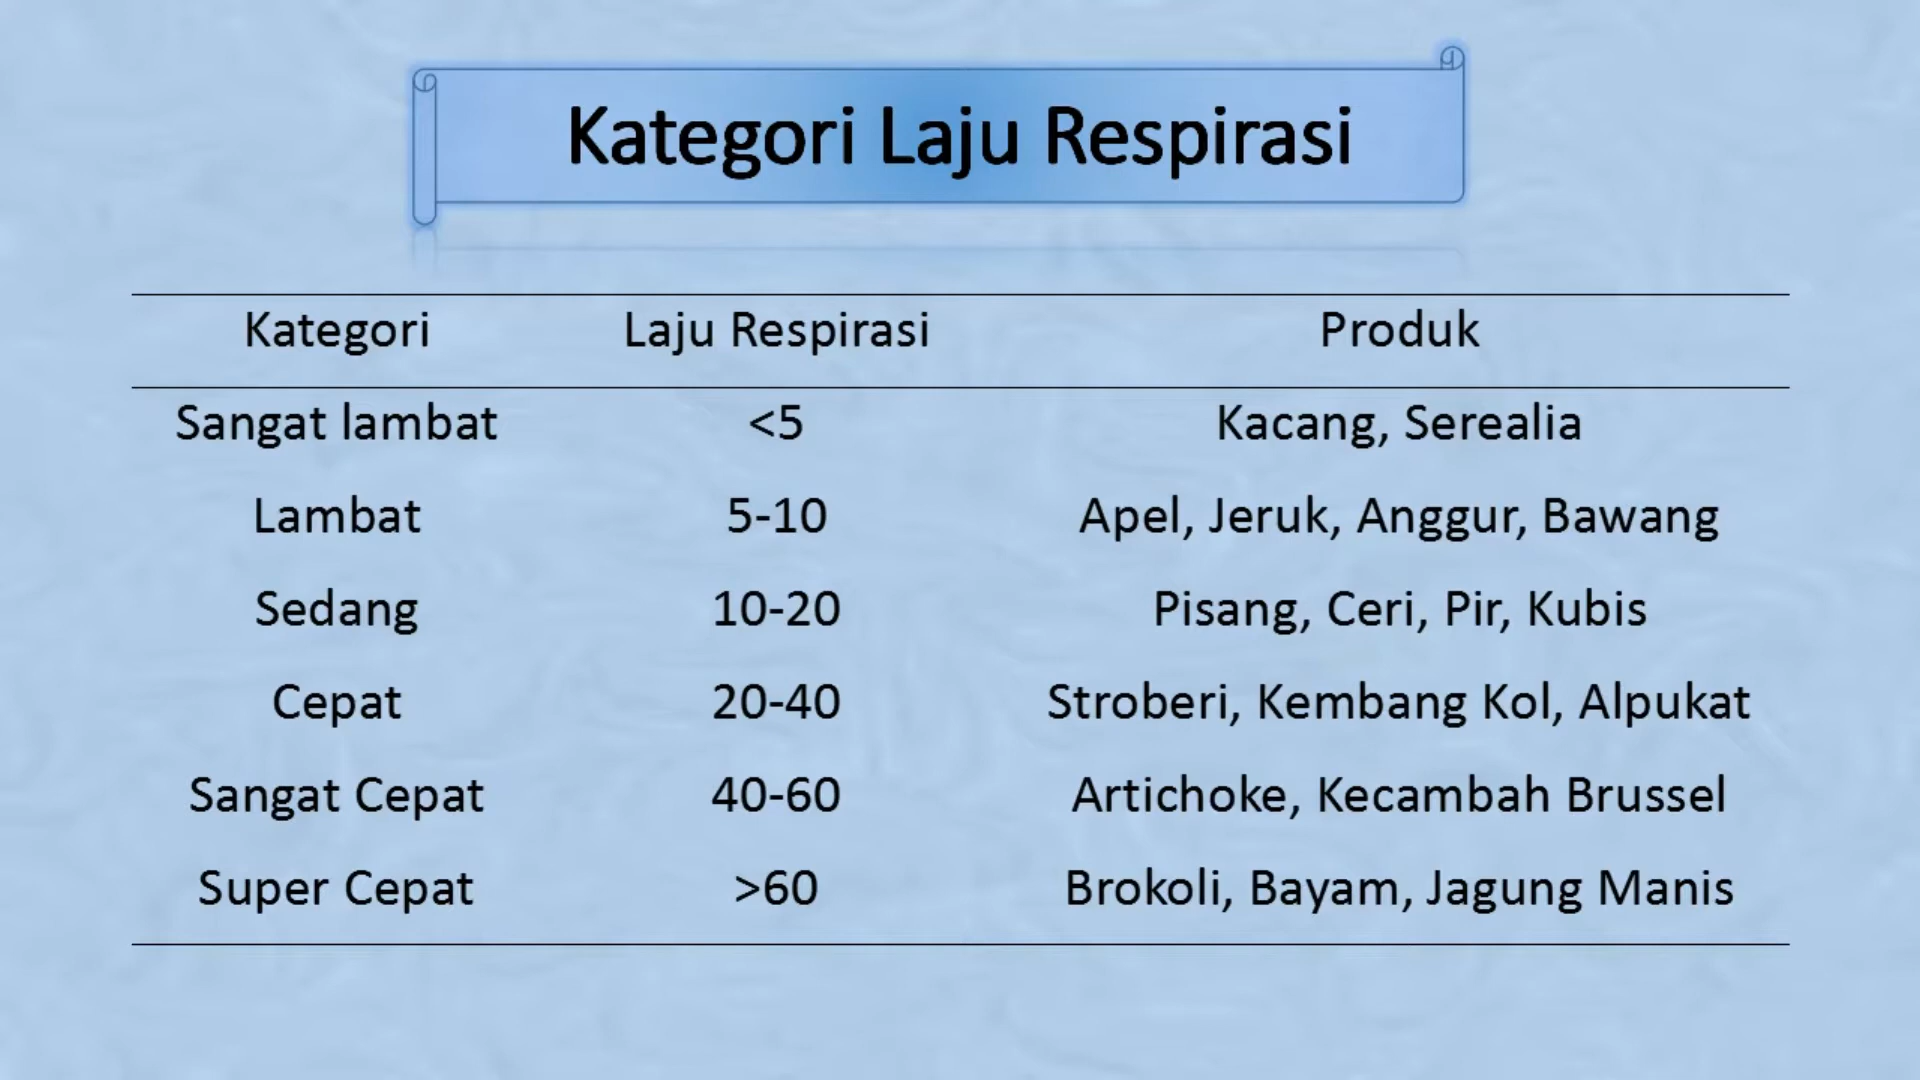 Kategori Laju Respirasi
Kategori Laju Respirasi Produk
Sangat lambat <5 Kacang, Serealia
Lambat 5-10 Apel, Jeruk, Anggur, Bawang
Sedang 10-20 Pisang, Ceri, Pir, Kubis
Cepat 20-40 Stroberi, Kembang Kol, Alpukat
Sangat Cepat 40-60 Artichoke, Kecambah Brussel
Super Cepat >60 Brokoli, Bayam, Jagung Manis